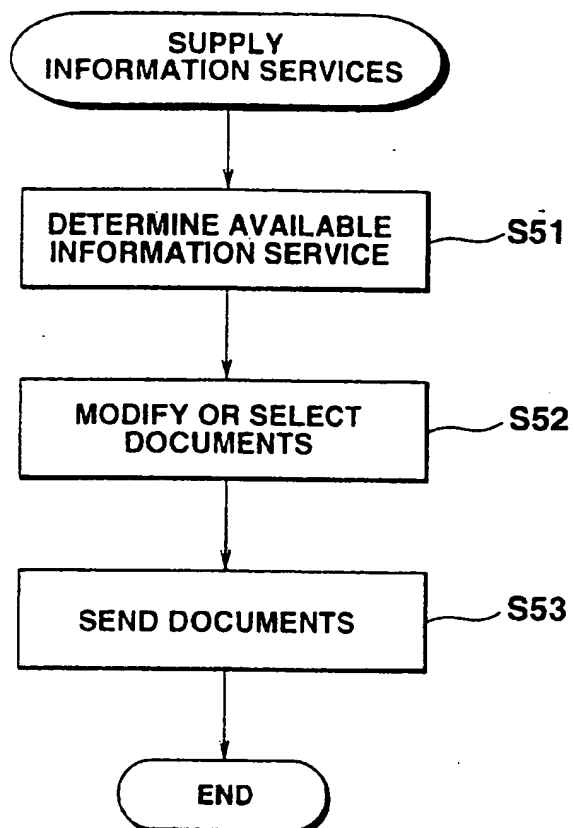 SUPPLY
INFORMATION SERVICES
DETERMINE AVAILABLE
INFORMATION SERVICE
S51
MODIFY OR SELECT
DOCUMENTS
S52
SEND DOCUMENTS
S53
END